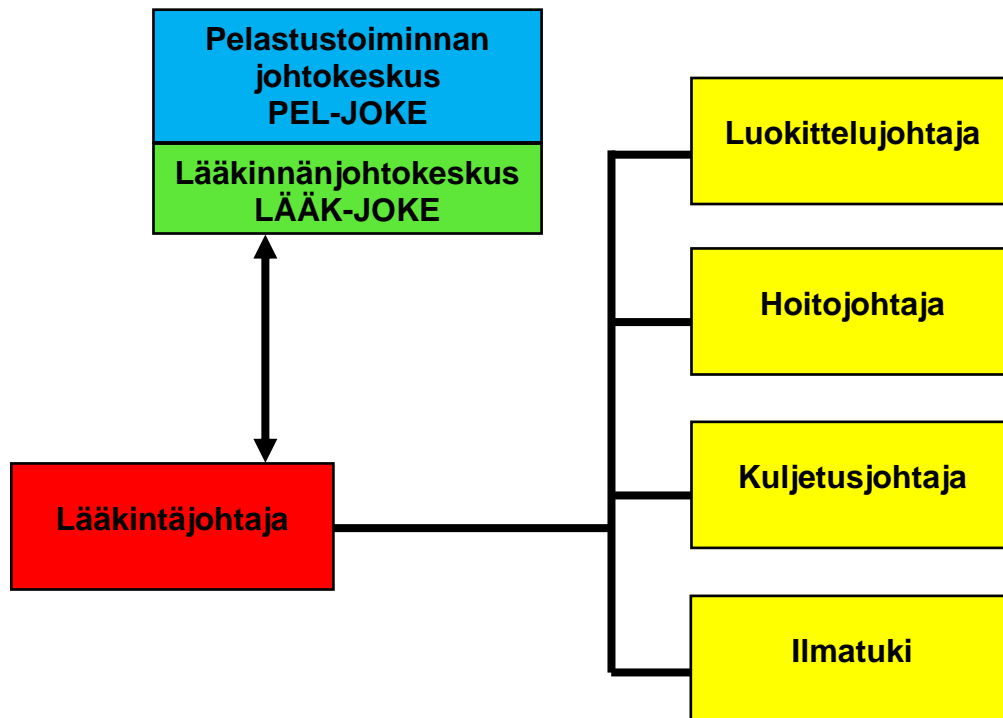 Pelastustoiminnan
johtokeskus
PEL-JOKE
Lääkinnänjohtokeskus
LÄÄK-JOKE
Lääkintäjohtaja
Luokittelujohtaja
Hoitojohtaja
Kuljetusjohtaja
Ilmatuki